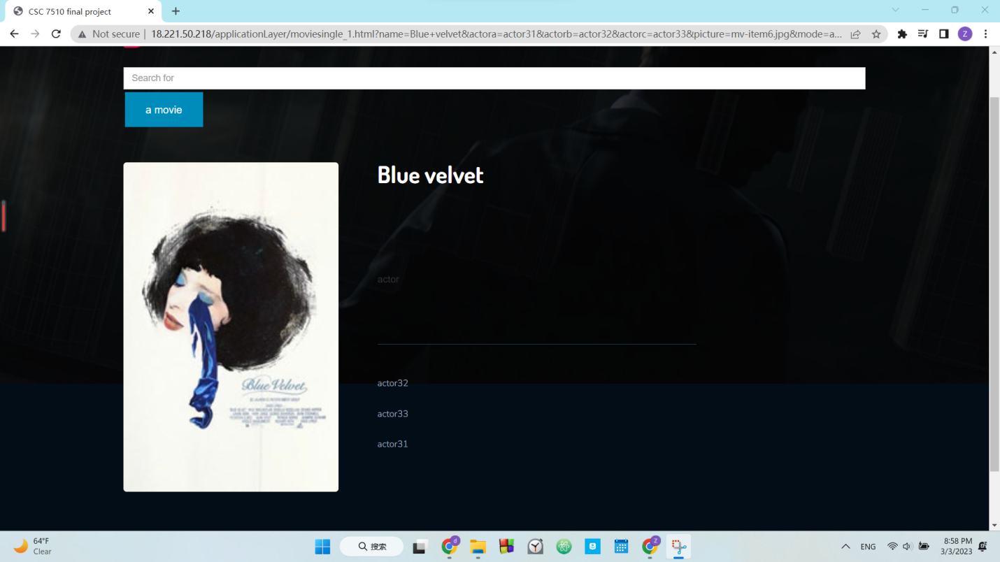 CSC 7510 final project
Not secure
18.221.50.218/applicationLayer/moviesingle_1.html?name=Blue+velvet&actora=actor31&actorb=actor32&actorc=actor33&picture=mv-item6.jpg&mode=a...
Z
Search for
a movie
Blue velvet
actor
Blue Velvet
actor32
actor33
actor31
64°F
Clear
搜索
d
Z
ENG
8:58 PM
3/3/2023